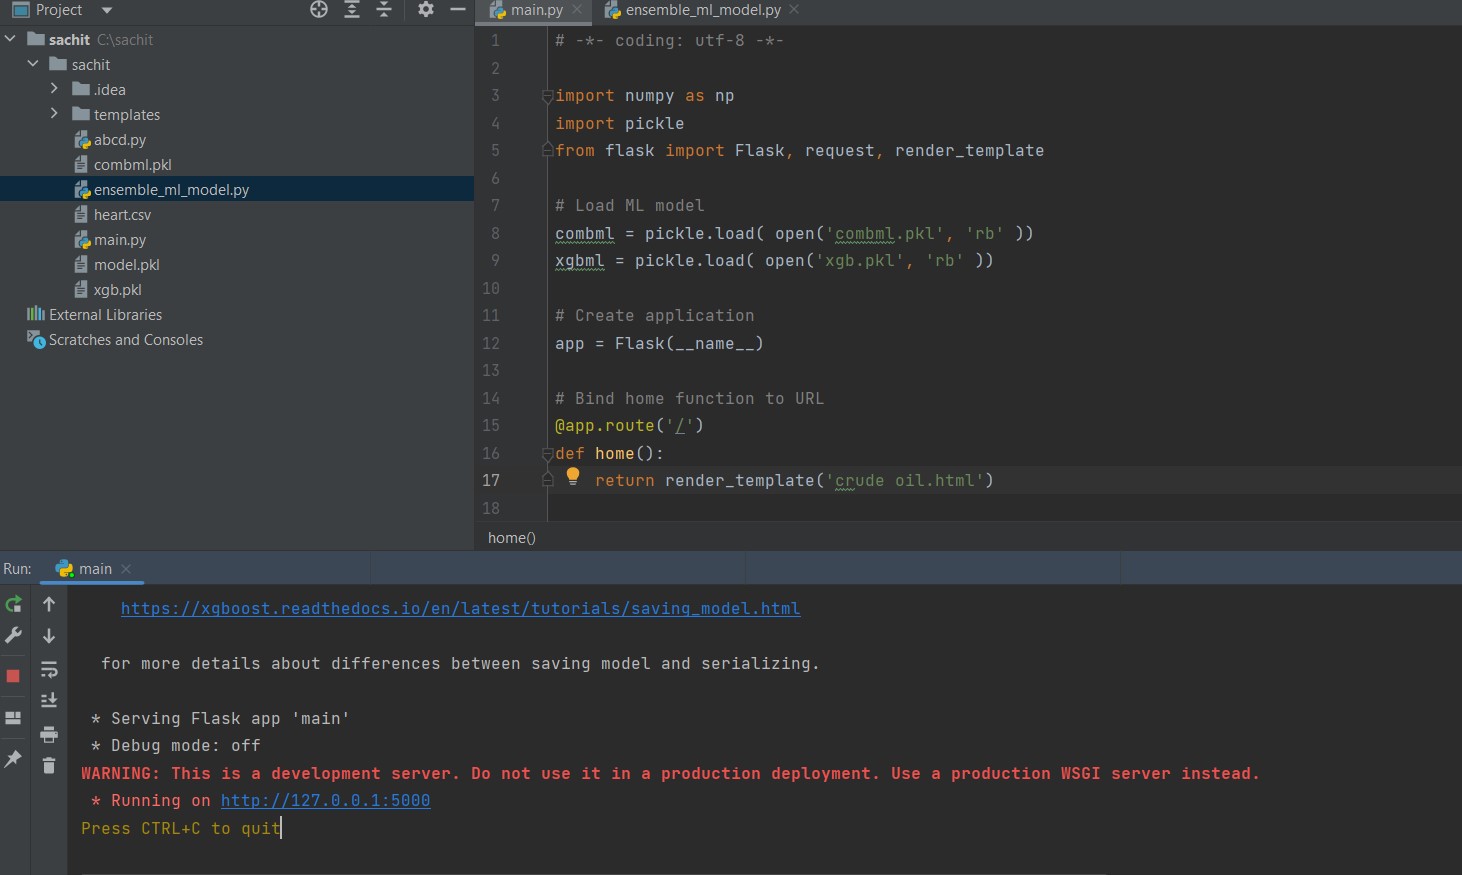 Project
sachit C:\sachit
sachit
.idea
templates
abcd.py
combml.pkl
ensemble_ml_model.py
heart.csv
main.py
model.pkl
xgb.pkl
External Libraries
Scratches and Consoles
main.py
ensemble_ml_model.py
1 # -*- coding: utf-8 -*-
2
3 import numpy as np
4 import pickle
5 from flask import Flask, request, render_template
6
7 # Load ML model
8 combml = pickle.load( open('combml.pkl', 'rb' ))
9 xgbml = pickle.load( open('xgb.pkl', 'rb' ))
10
11 # Create application
12 app = Flask(__name__)
13
14 # Bind home function to URL
15 @app.route('/')
16 def home():
17 return render_template('crude oil.html')
18
home()
Run: main
https://xgboost.readthedocs.io/en/latest/tutorials/saving_model.html
for more details about differences between saving model and serializing.
* Serving Flask app 'main'
* Debug mode: off
WARNING: This is a development server. Do not use it in a production deployment. Use a production WSGI server instead.
* Running on http://127.0.0.1:5000
Press CTRL+C to quit